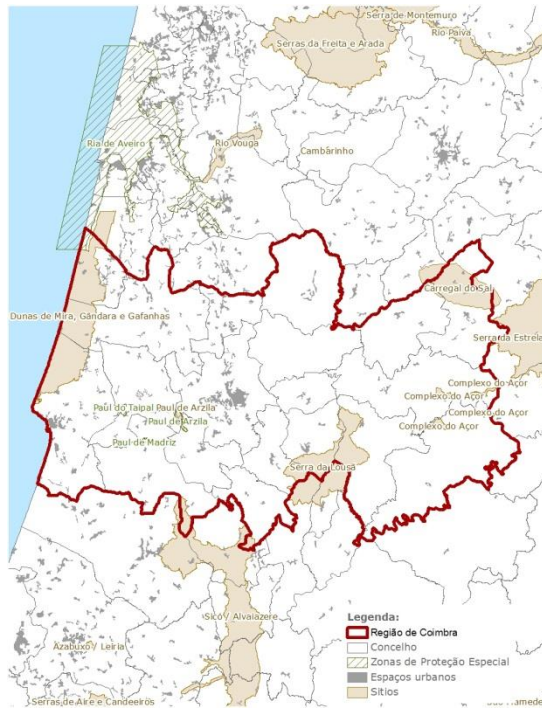 Serra de Montemuro
Rio Paiva
Serras da Freita e Arada
Ria de Aveiro
Rio Vouga
Cambârinho
Carregal do Sal
Dunas de Mira, Gândara e Gafanhas
Serra da Estrela
Complexo do Açor
Complexo do Açor
Complexo do Açor
Complexo do Açor
Paul do Taipal
Paul de Arzila
Paul de Arzila
Paul de Madriz
Serra da Lousã
Sicó / Alvaiázere
Azabuxo / Leiria
Serras de Aire e Candeeiros
Legenda:
Região de Coimbra
Concelho
Zonas de Proteção Especial
Espaços urbanos
Sítios